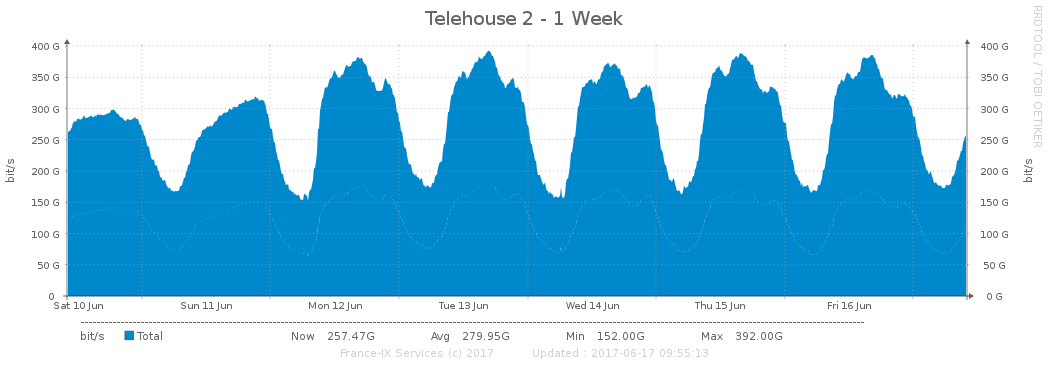 Telehouse 2 - 1 Week
RRDTOOL / TOBI OETIKER
400 G 400 G
350 G 350 G
300 G 300 G
250 G 250 G
200 G 200 G
150 G 150 G
100 G 100 G
50 G 50 G
0 0 G
bit/s bit/s
Sat 10 Jun Sun 11 Jun Mon 12 Jun Tue 13 Jun Wed 14 Jun Thu 15 Jun Fri 16 Jun
bit/s Total Now 257.47G Avg 279.95G Min 152.00G Max 392.00G
France-IX Services (c) 2017 Updated : 2017-06-17 09:55:13